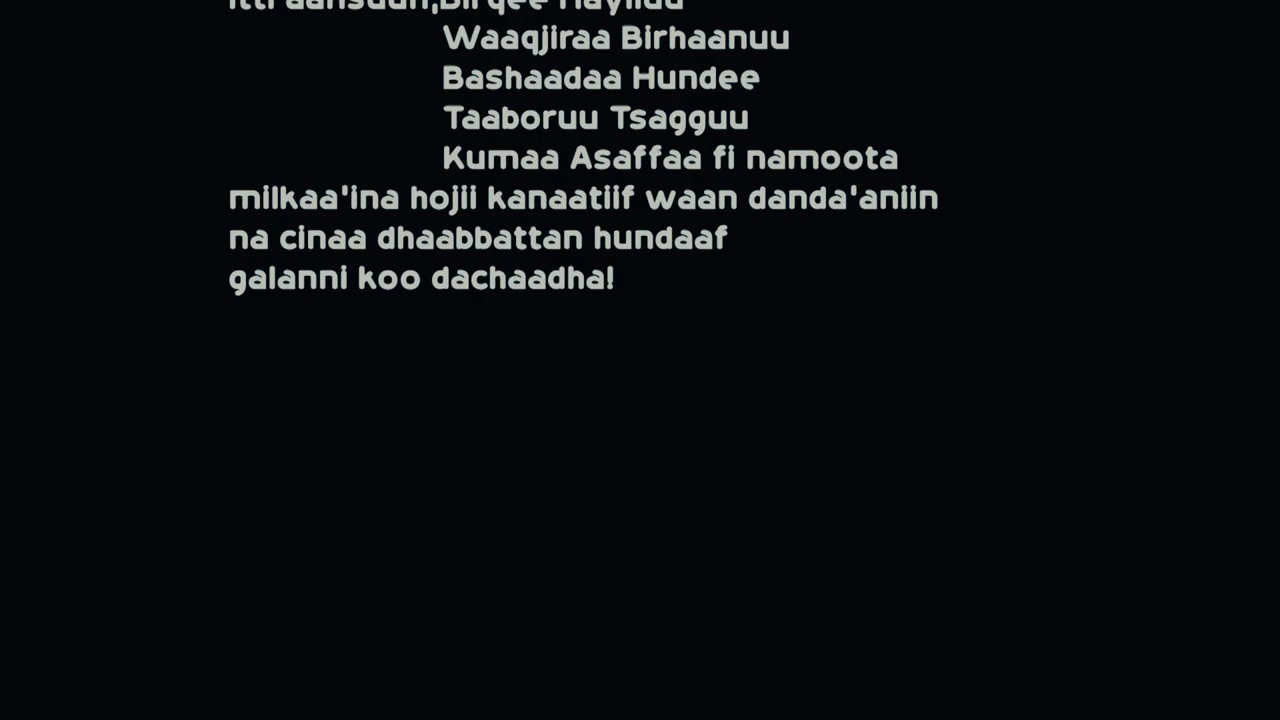 Waaqjiraa Birhaanuu
Bashaadaa Hundee
Taaboruu Tsagguu
Kumaa Asaffaa fi namoota
milkaa'ina hojii kanaatiif waan danda'aniin
na cinaa dhaabbattan hundaaf
galanni koo dachaadha!